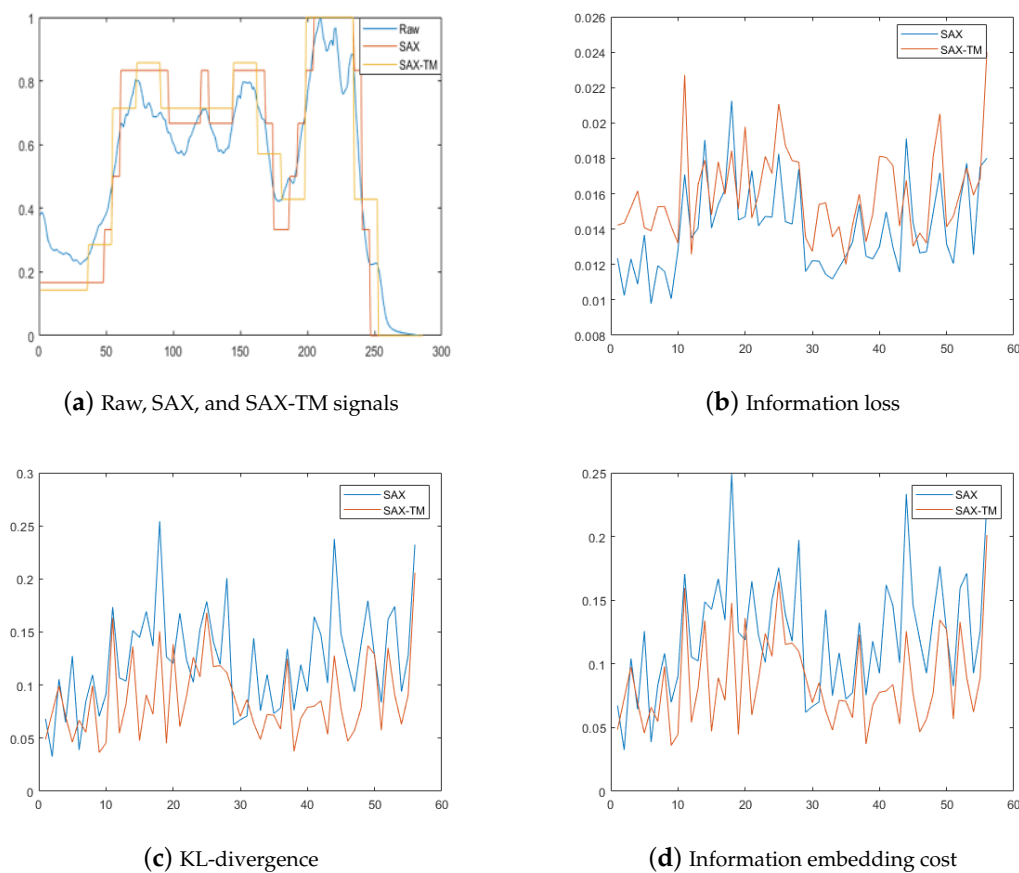 1
0.8
0.6
0.4
0.2
0
0 50 100 150 200 250 300
Raw
SAX
SAX-TM
(a) Raw, SAX, and SAX-TM signals
0.026
0.024
0.022
0.02
0.018
0.016
0.014
0.012
0.01
0.008
0 10 20 30 40 50 60
SAX
SAX-TM
(b) Information loss
0.3
0.25
0.2
0.15
0.1
0.05
0
0 10 20 30 40 50 60
SAX
SAX-TM
(c) KL-divergence
0.25
0.2
0.15
0.1
0.05
0
0 10 20 30 40 50 60
SAX
SAX-TM
(d) Information embedding cost